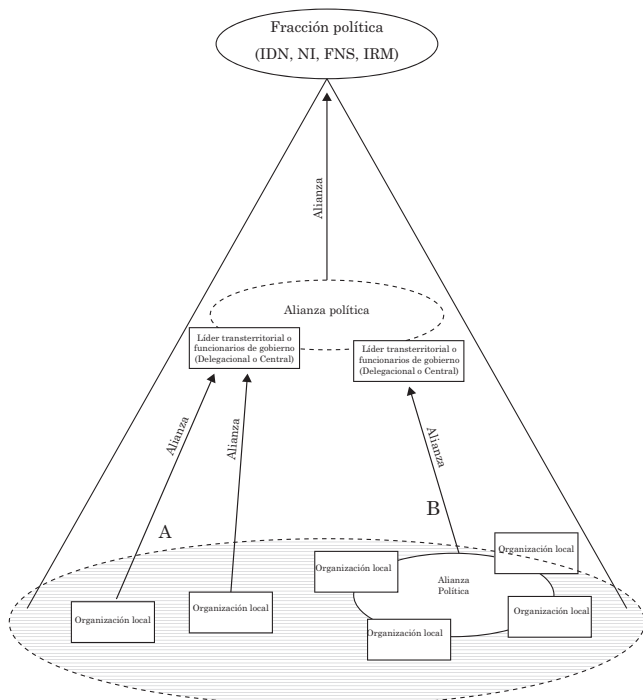 Fracción política
(IDN, NI, FNS, IRM)
Alianza
Alianza política
Líder transterritorial o
funcionarios de gobierno
(Delegacional o Central)
Líder transterritorial o
funcionarios de gobierno
(Delegacional o Central)
Alianza
Alianza
Alianza
A
B
Organización local
Organización local
Organización local
Alianza
Política
Organización local
Organización local
Organización local